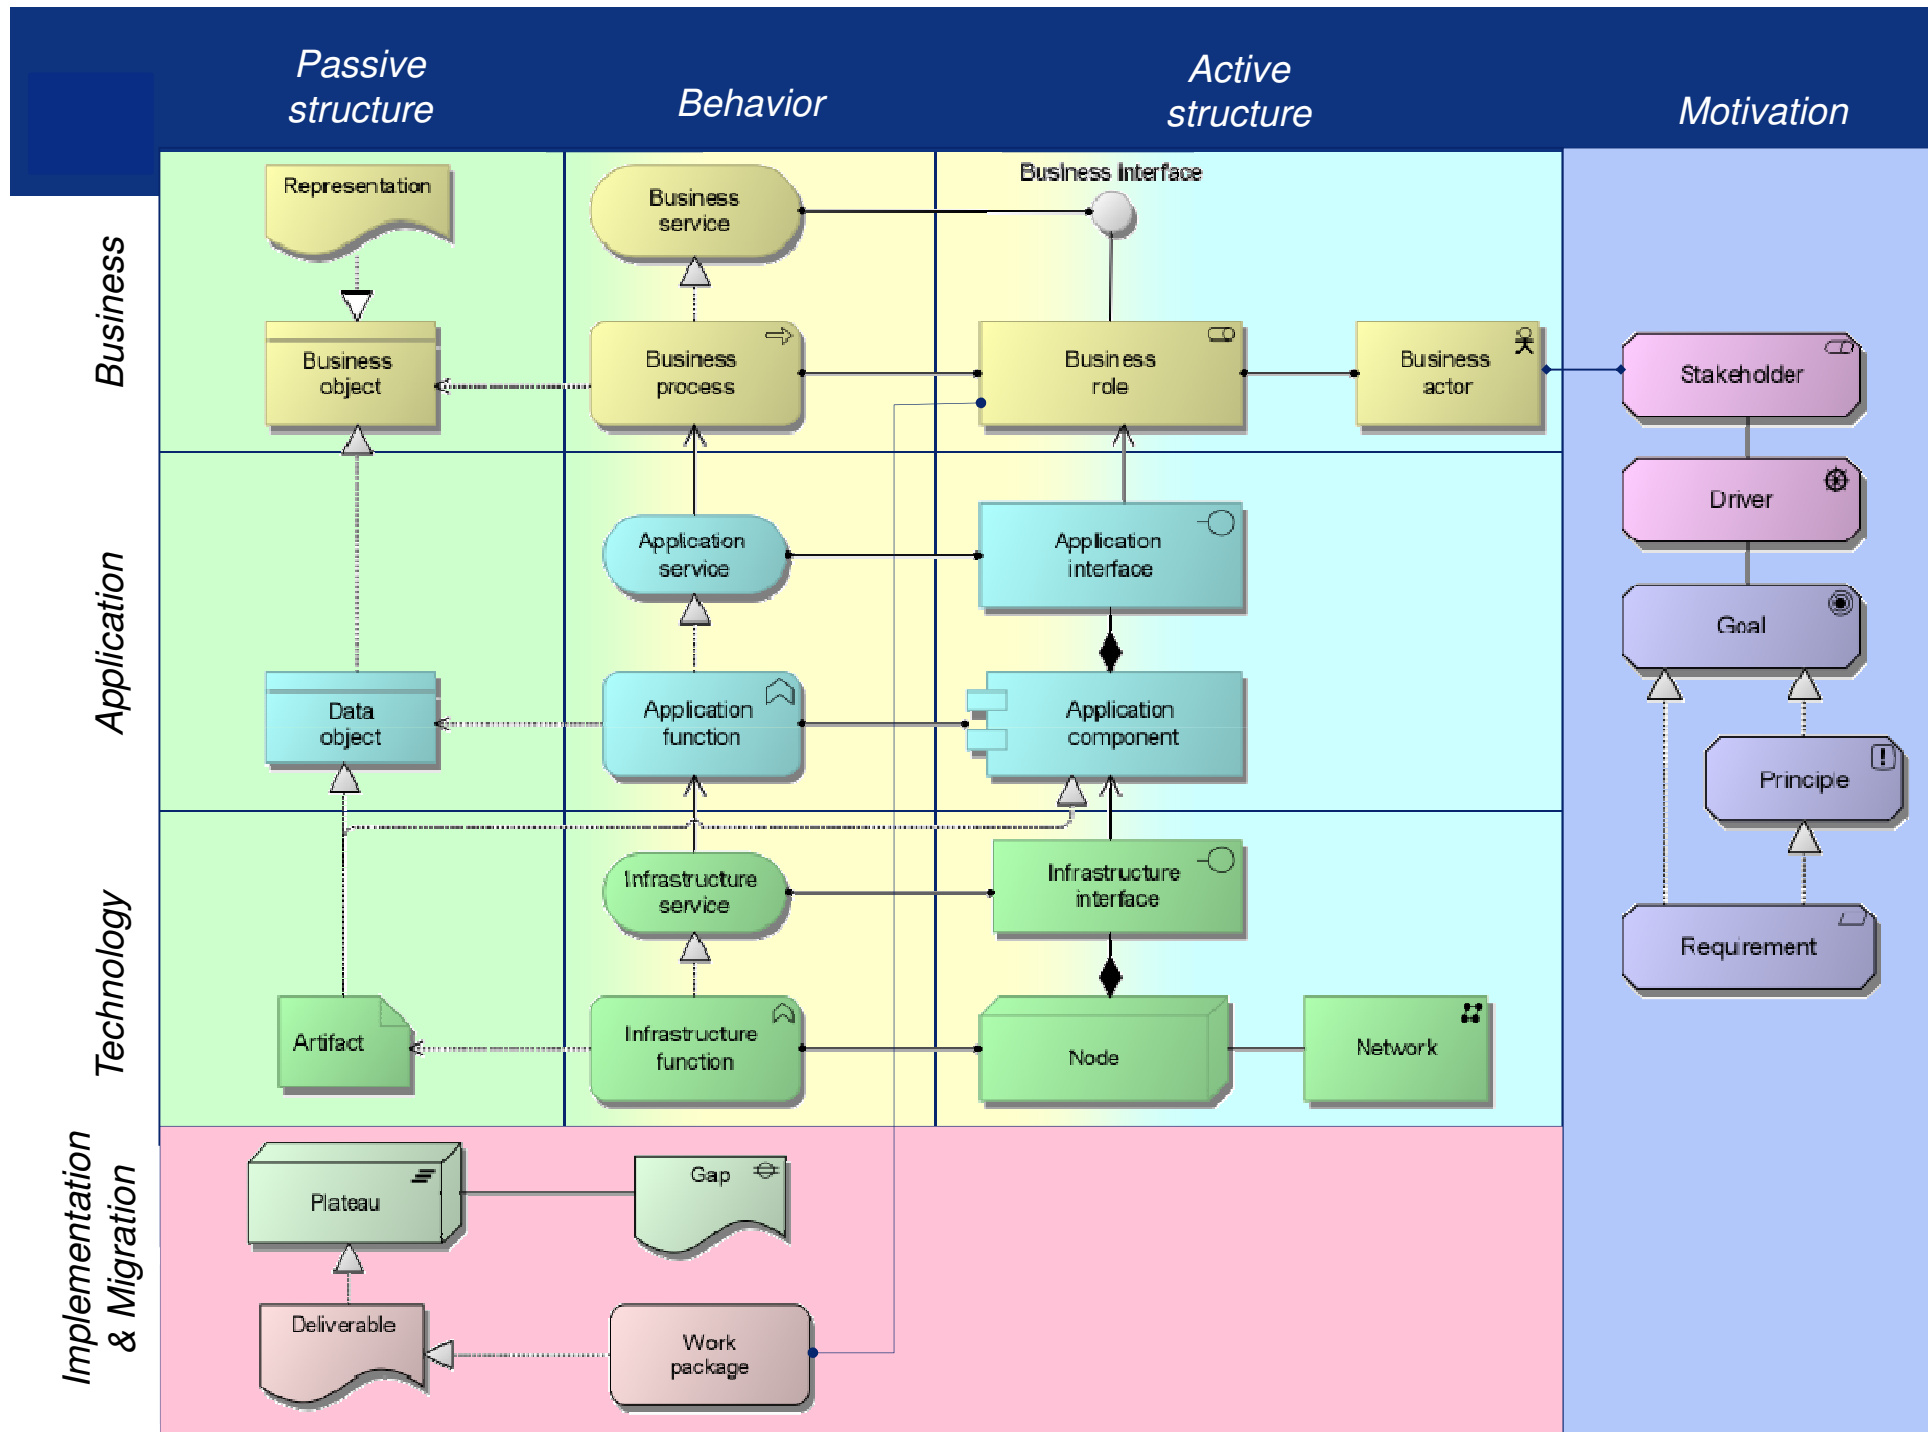 Passive
structure
Behavior
Active
structure
Motivation
Business
Representation
Business
service
Business interface
Business
object
Business
process
Business
role
Business
actor
Stakeholder
Driver
Goal
Principle
Requirement
Application
Application
service
Application
interface
Data
object
Application
function
Application
component
Technology
Infrastructure
service
Infrastructure
interface
Artifact
Infrastructure
function
Node
Network
Implementation
& Migration
Plateau
Gap
Deliverable
Work
package